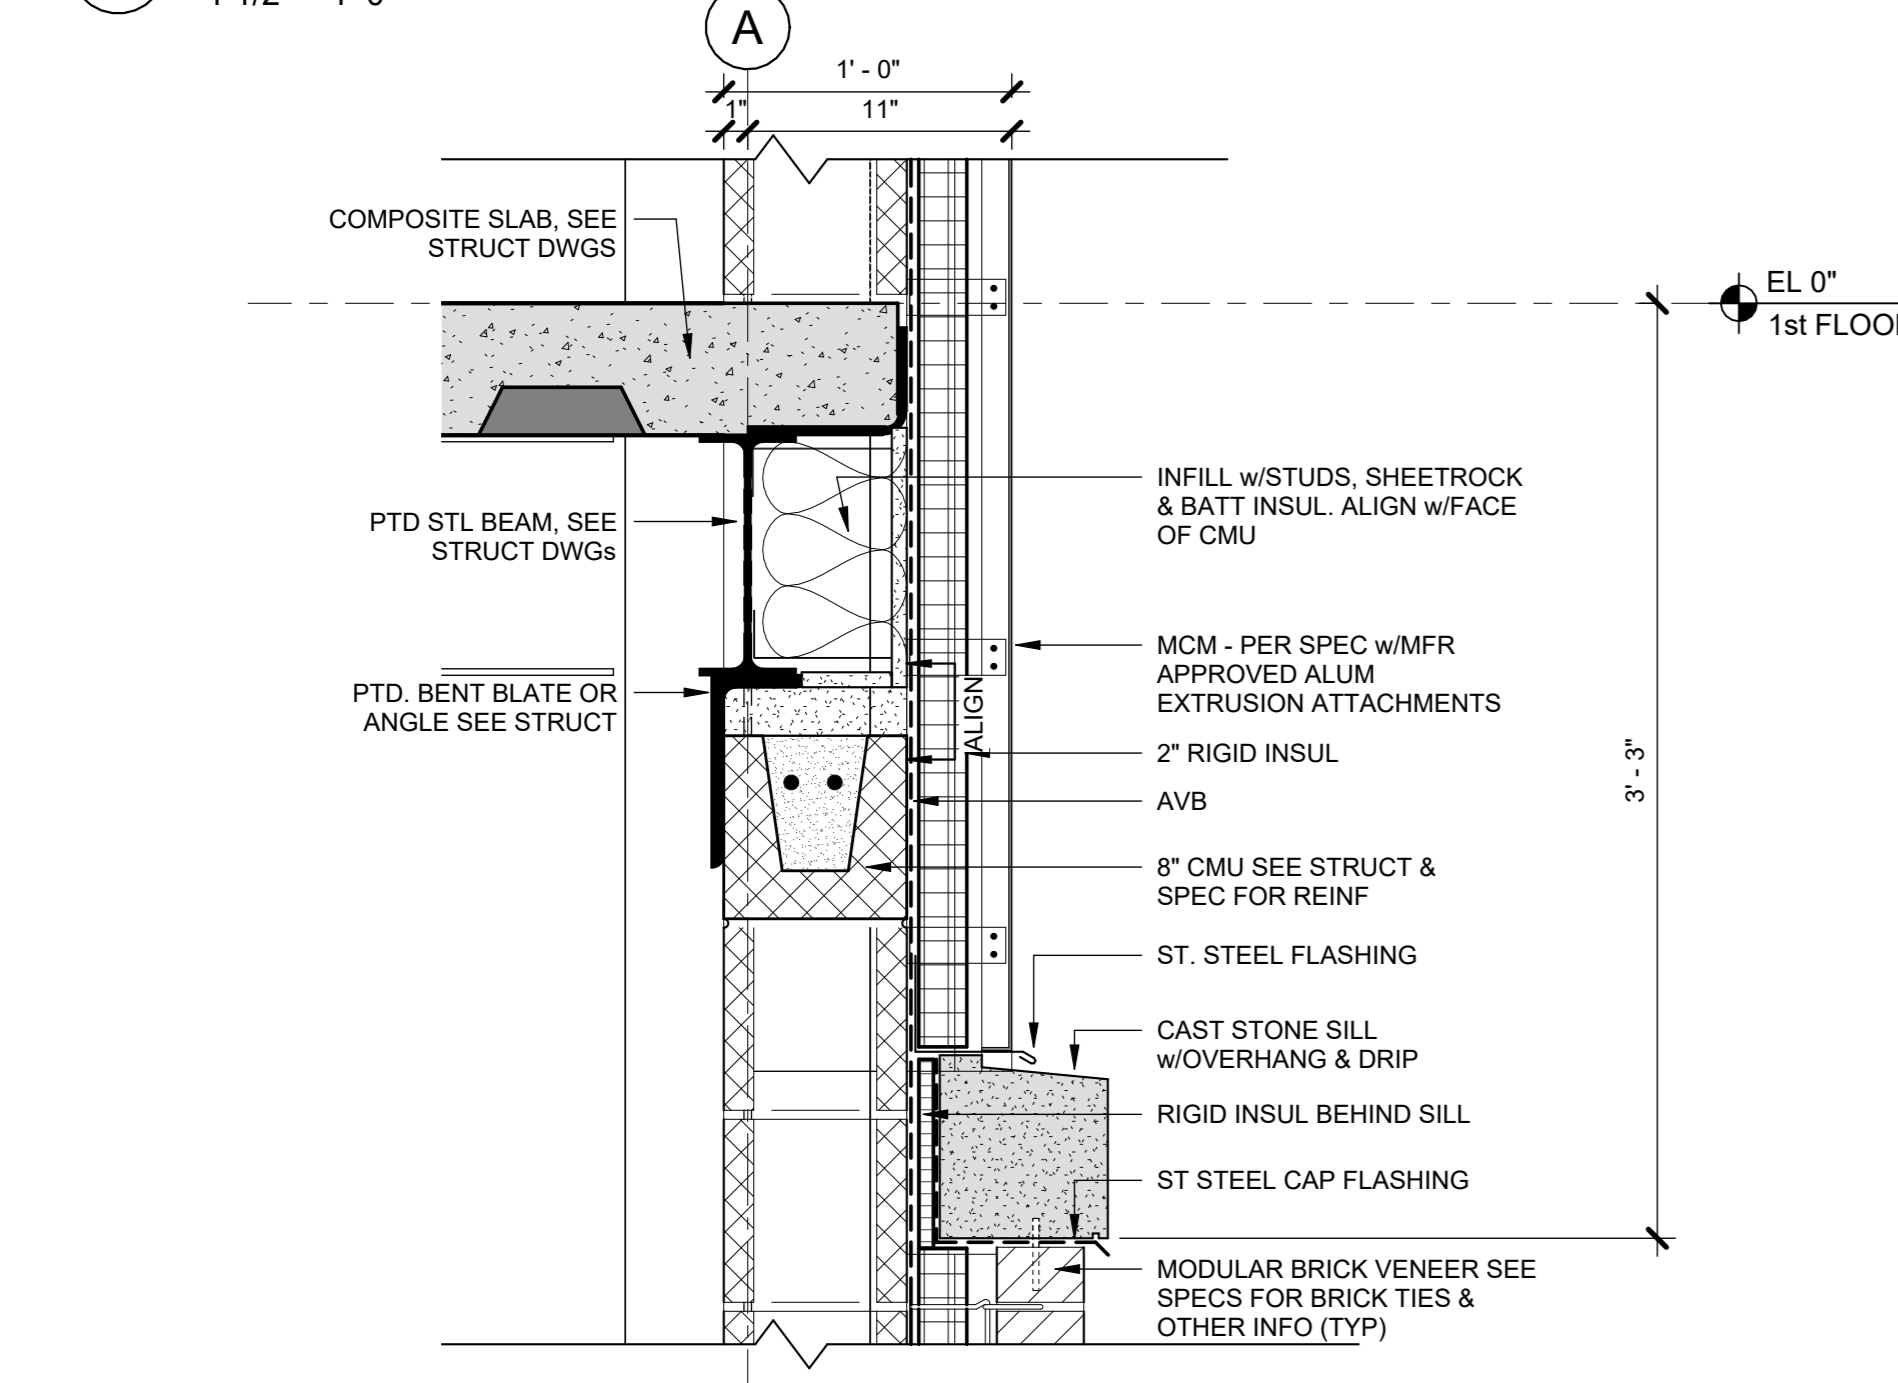 A
1' - 0"
1"
11"
COMPOSITE SLAB, SEE
STRUCT DWGS
EL 0"
1st FLOO
INFILL w/STUDS, SHEETROCK
& BATT INSUL. ALIGN w/FACE
OF CMU
PTD STL BEAM, SEE
STRUCT DWGs
MCM - PER SPEC w/MFR
APPROVED ALUM
EXTRUSION ATTACHMENTS
PTD. BENT BLATE OR
ANGLE SEE STRUCT
ALIGN
2" RIGID INSUL
3' - 3"
AVB
8" CMU SEE STRUCT &
SPEC FOR REINF
ST. STEEL FLASHING
CAST STONE SILL
w/OVERHANG & DRIP
RIGID INSUL BEHIND SILL
ST STEEL CAP FLASHING
MODULAR BRICK VENEER SEE
SPECS FOR BRICK TIES &
OTHER INFO (TYP)